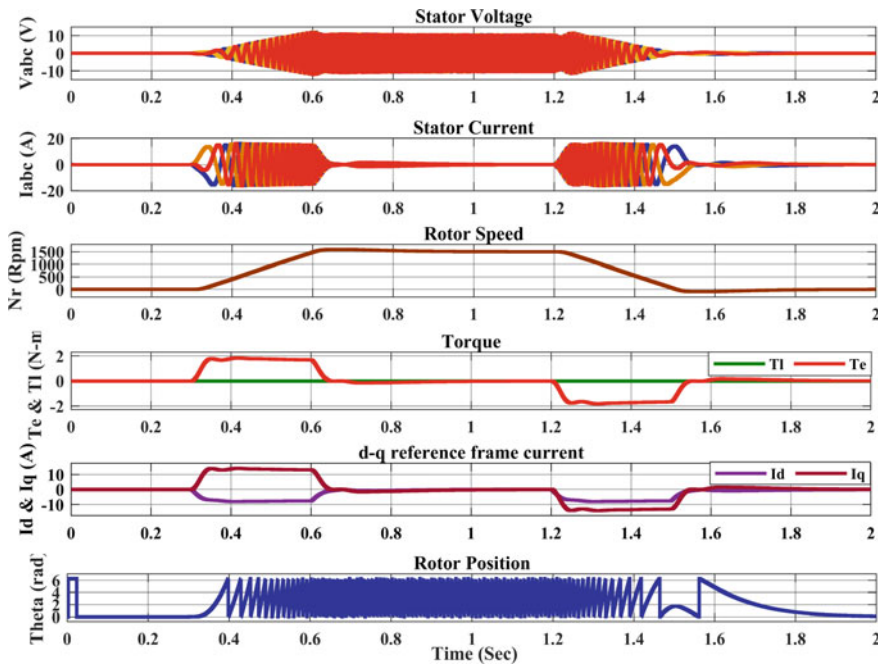 Stator Voltage
Vabc (V)
10
0
-10
0 0.2 0.4 0.6 0.8 1 1.2 1.4 1.6 1.8 2
Stator Current
Iabc (A)
20
0
-20
0 0.2 0.4 0.6 0.8 1 1.2 1.4 1.6 1.8 2
Rotor Speed
Nr (Rpm)
1500
1000
500
0
0 0.2 0.4 0.6 0.8 1 1.2 1.4 1.6 1.8 2
Torque
Te & Tl (N-m
2
0
-2
Tl Te
0 0.2 0.4 0.6 0.8 1 1.2 1.4 1.6 1.8 2
d-q reference frame current
Id & Iq (A)
10
0
-10
Id Iq
0 0.2 0.4 0.6 0.8 1 1.2 1.4 1.6 1.8 2
Rotor Position
Theta (rad)
6
4
2
0
0 0.2 0.4 0.6 0.8 1 1.2 1.4 1.6 1.8 2
Time (Sec)